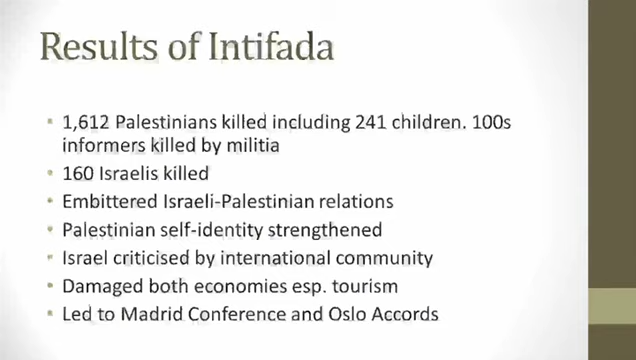 Results of Intifada
• 1,612 Palestinians killed including 241 children. 100s
informers killed by militia
• 160 Israelis killed
• Embittered Israeli-Palestinian relations
• Palestinian self-identity strengthened
• Israel criticised by international community
• Damaged both economies esp. tourism
• Led to Madrid Conference and Oslo Accords